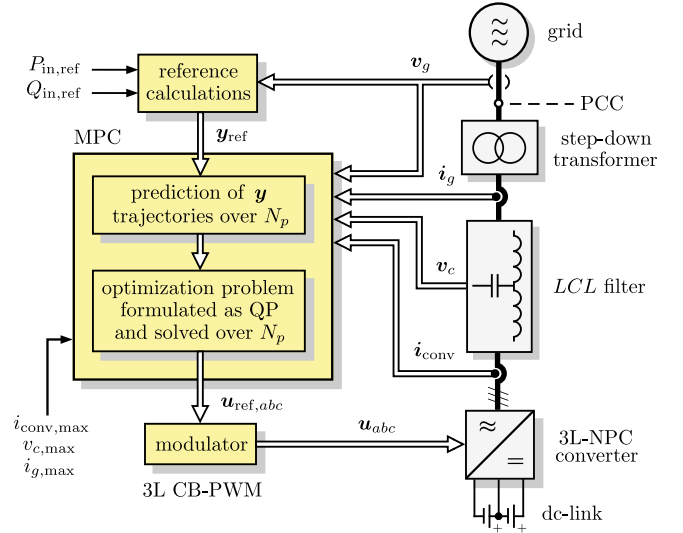 grid
P_in,ref
Q_in,ref
reference
calculations
v_g
PCC
y_ref
MPC
step-down
transformer
prediction of y
trajectories over N_p
i_g
optimization problem
formulated as QP
and solved over N_p
v_c
LCL filter
i_conv
i_conv,max
v_c,max
i_g,max
u_ref,abc
modulator
3L CB-PWM
u_abc
≈
=
3L-NPC
converter
dc-link
+ +